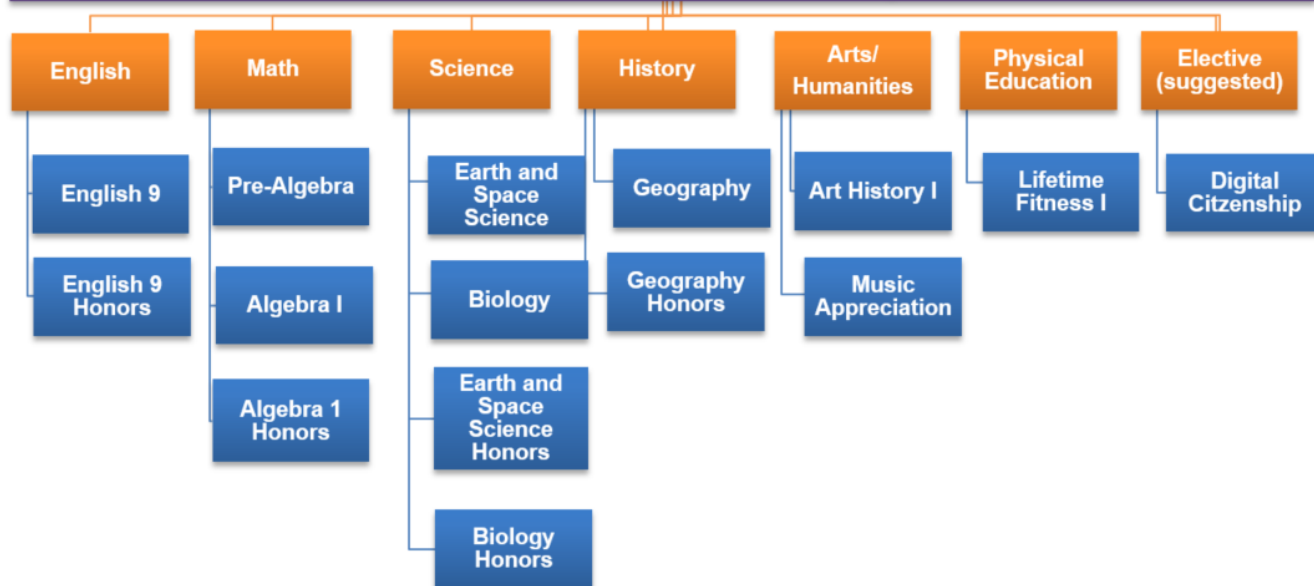 English
Math
Science
History
Arts/
Humanities
Physical
Education
Elective
(suggested)
English 9
English 9
Honors
Pre-Algebra
Algebra I
Algebra 1
Honors
Earth and
Space
Science
Biology
Earth and
Space
Science
Honors
Biology
Honors
Geography
Geography
Honors
Art History I
Music
Appreciation
Lifetime
Fitness I
Digital
Citzenship